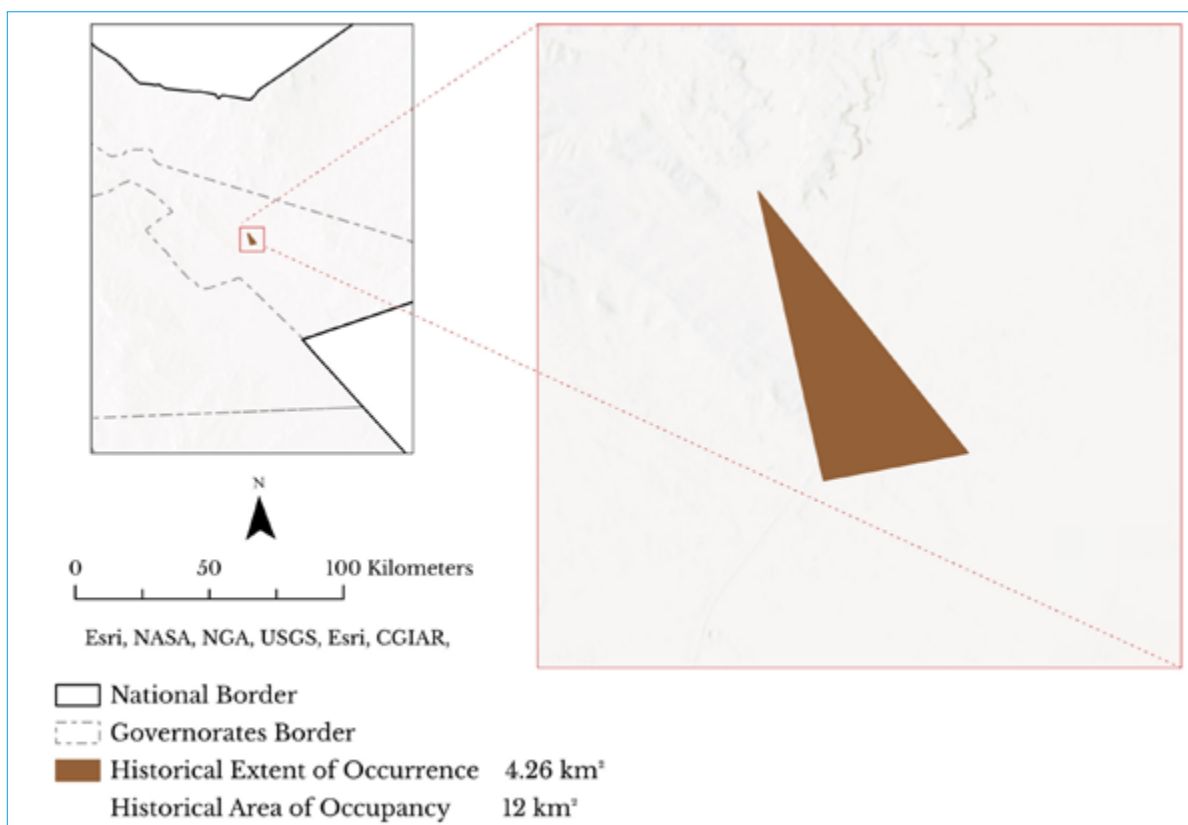 N
0 50 100 Kilometers
Esri, NASA, NGA, USGS, Esri, CGIAR,
National Border
Governorates Border
Historical Extent of Occurrence 4.26 km²
Historical Area of Occupancy 12 km²